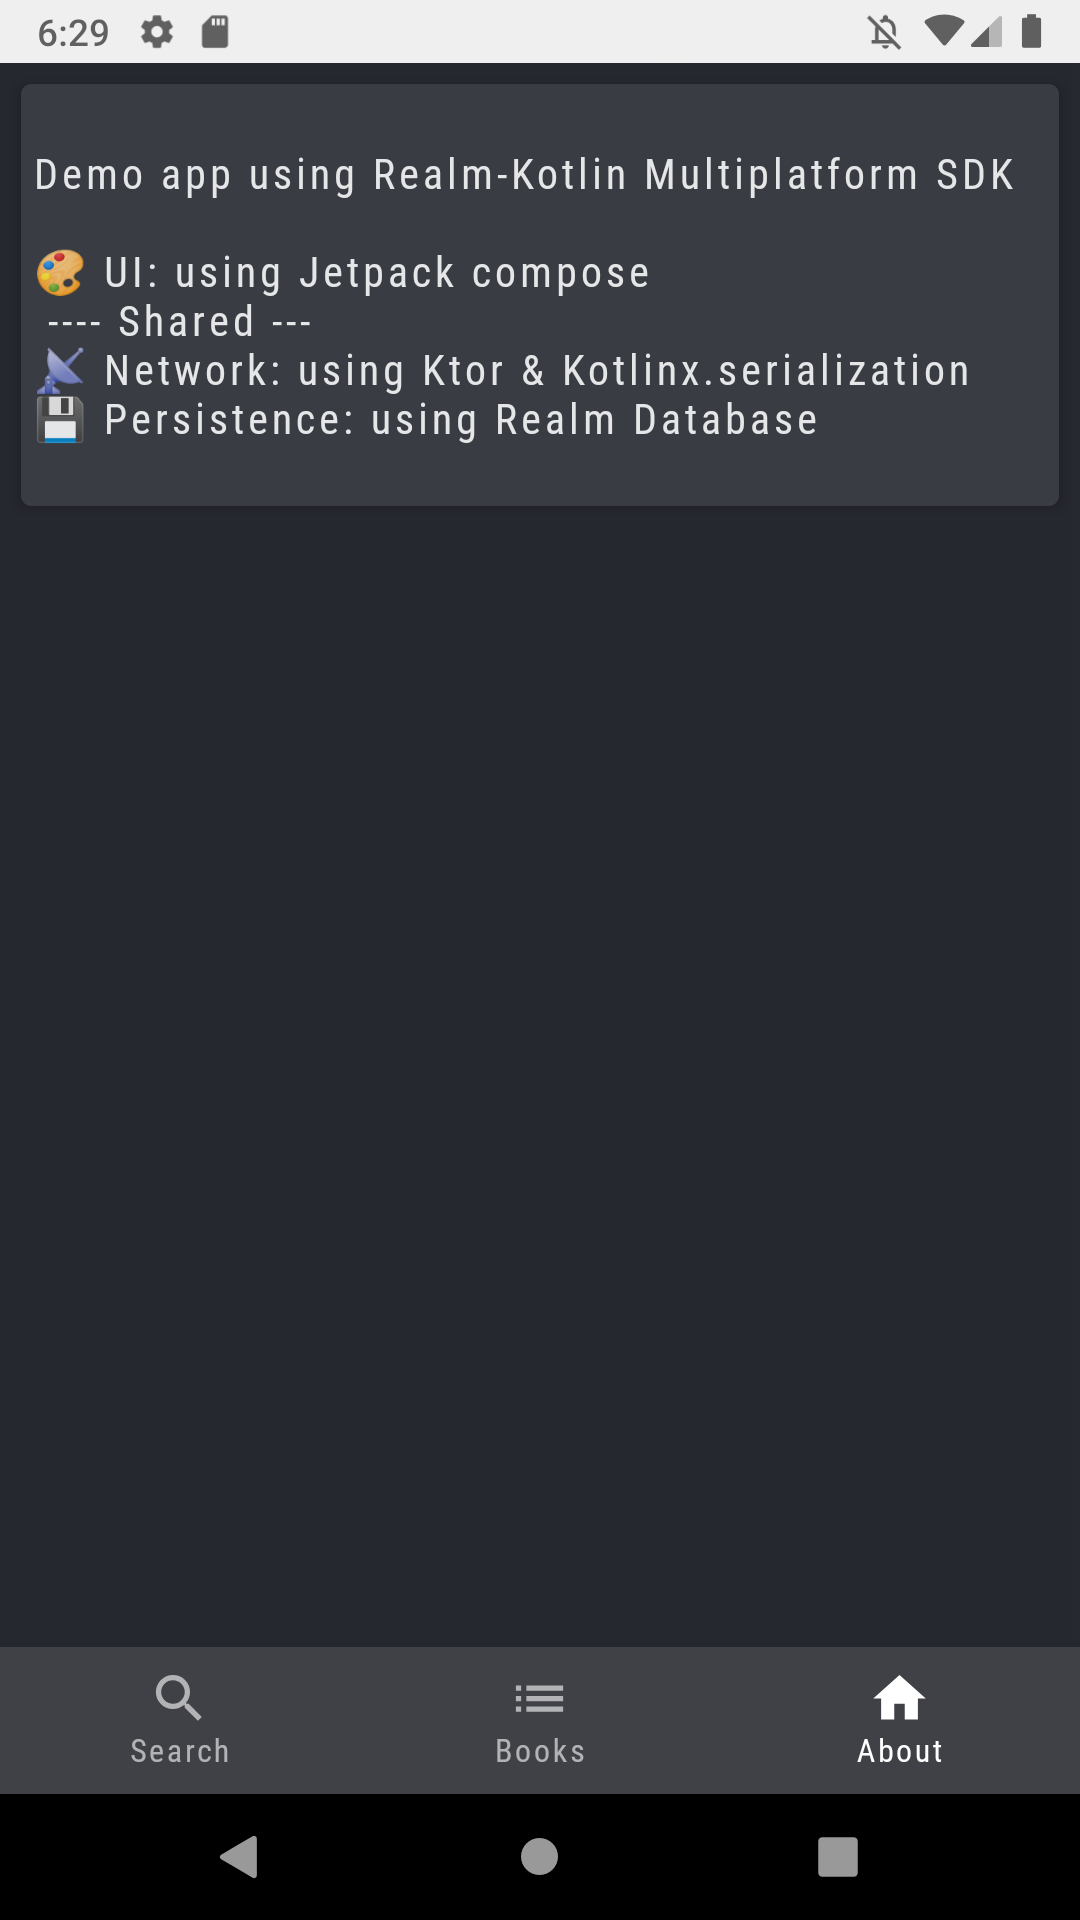 6:29
Demo app using Realm-Kotlin Multiplatform SDK
🎨 UI: using Jetpack compose
---- Shared ---
📡 Network: using Ktor & Kotlinx.serialization
💾 Persistence: using Realm Database
Search Books About